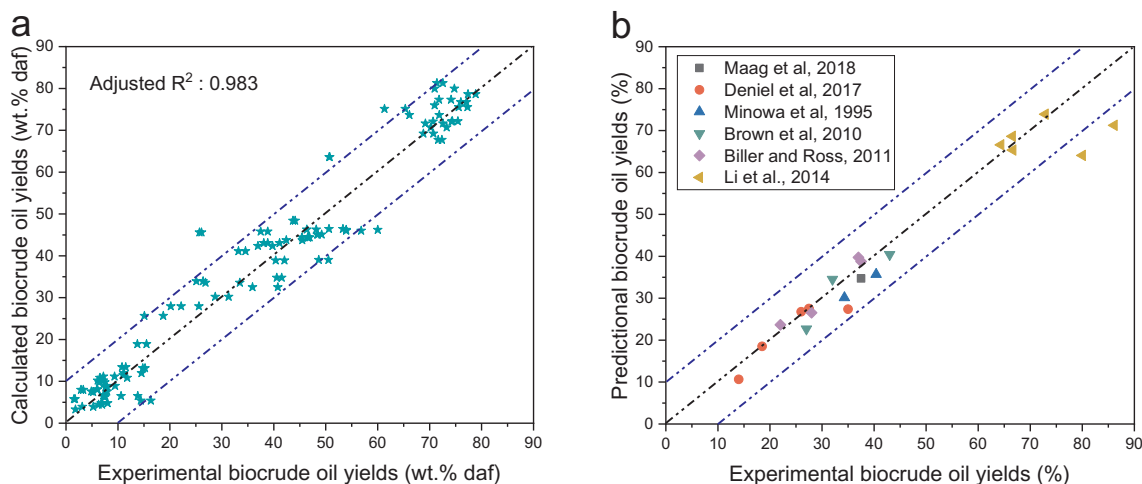 a
Calculated biocrude oil yields (wt.% daf)
90
80
70
60
50
40
30
20
10
0
Adjusted R² : 0.983
0 10 20 30 40 50 60 70 80 90
Experimental biocrude oil yields (wt.% daf)
b
Predictional biocrude oil yields (%)
90
80
70
60
50
40
30
20
10
0
Maag et al, 2018
Deniel et al, 2017
Minowa et al, 1995
Brown et al, 2010
Biller and Ross, 2011
Li et al., 2014
0 10 20 30 40 50 60 70 80 90
Experimental biocrude oil yields (%)